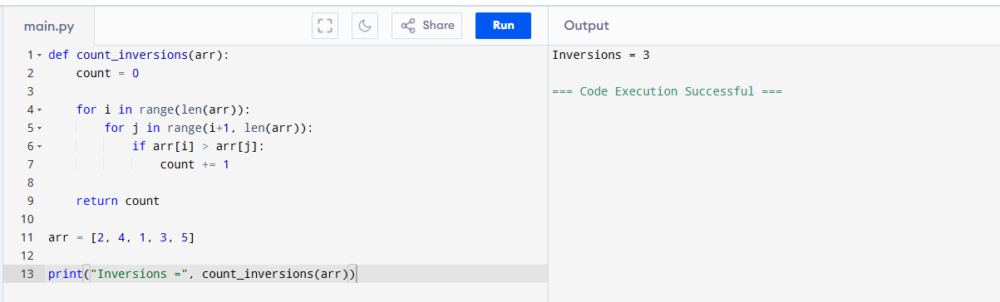 main.py
Share
Run
Output
1 def count_inversions(arr):
2     count = 0
3
4     for i in range(len(arr)):
5         for j in range(i+1, len(arr)):
6             if arr[i] > arr[j]:
7                 count += 1
8
9     return count
10
11 arr = [2, 4, 1, 3, 5]
12
13 print("Inversions =", count_inversions(arr))
Inversions = 3
=== Code Execution Successful ===